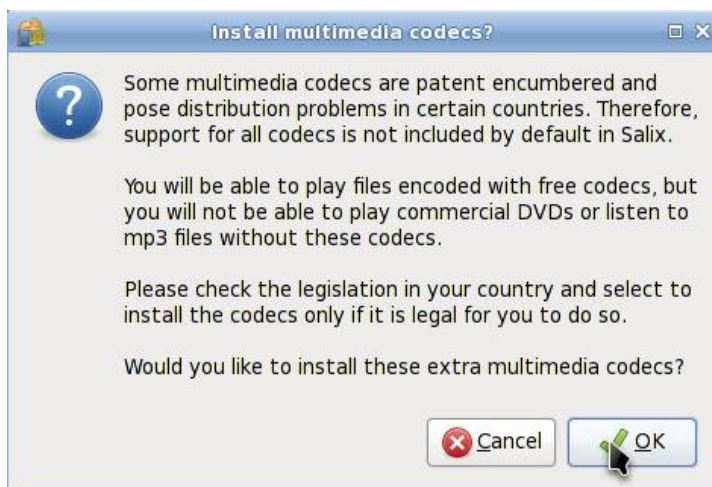 Install multimedia codecs?
Some multimedia codecs are patent encumbered and
pose distribution problems in certain countries. Therefore,
support for all codecs is not included by default in Salix.
You will be able to play files encoded with free codecs, but
you will not be able to play commercial DVDs or listen to
mp3 files without these codecs.
Please check the legislation in your country and select to
install the codecs only if it is legal for you to do so.
Would you like to install these extra multimedia codecs?
Cancel OK